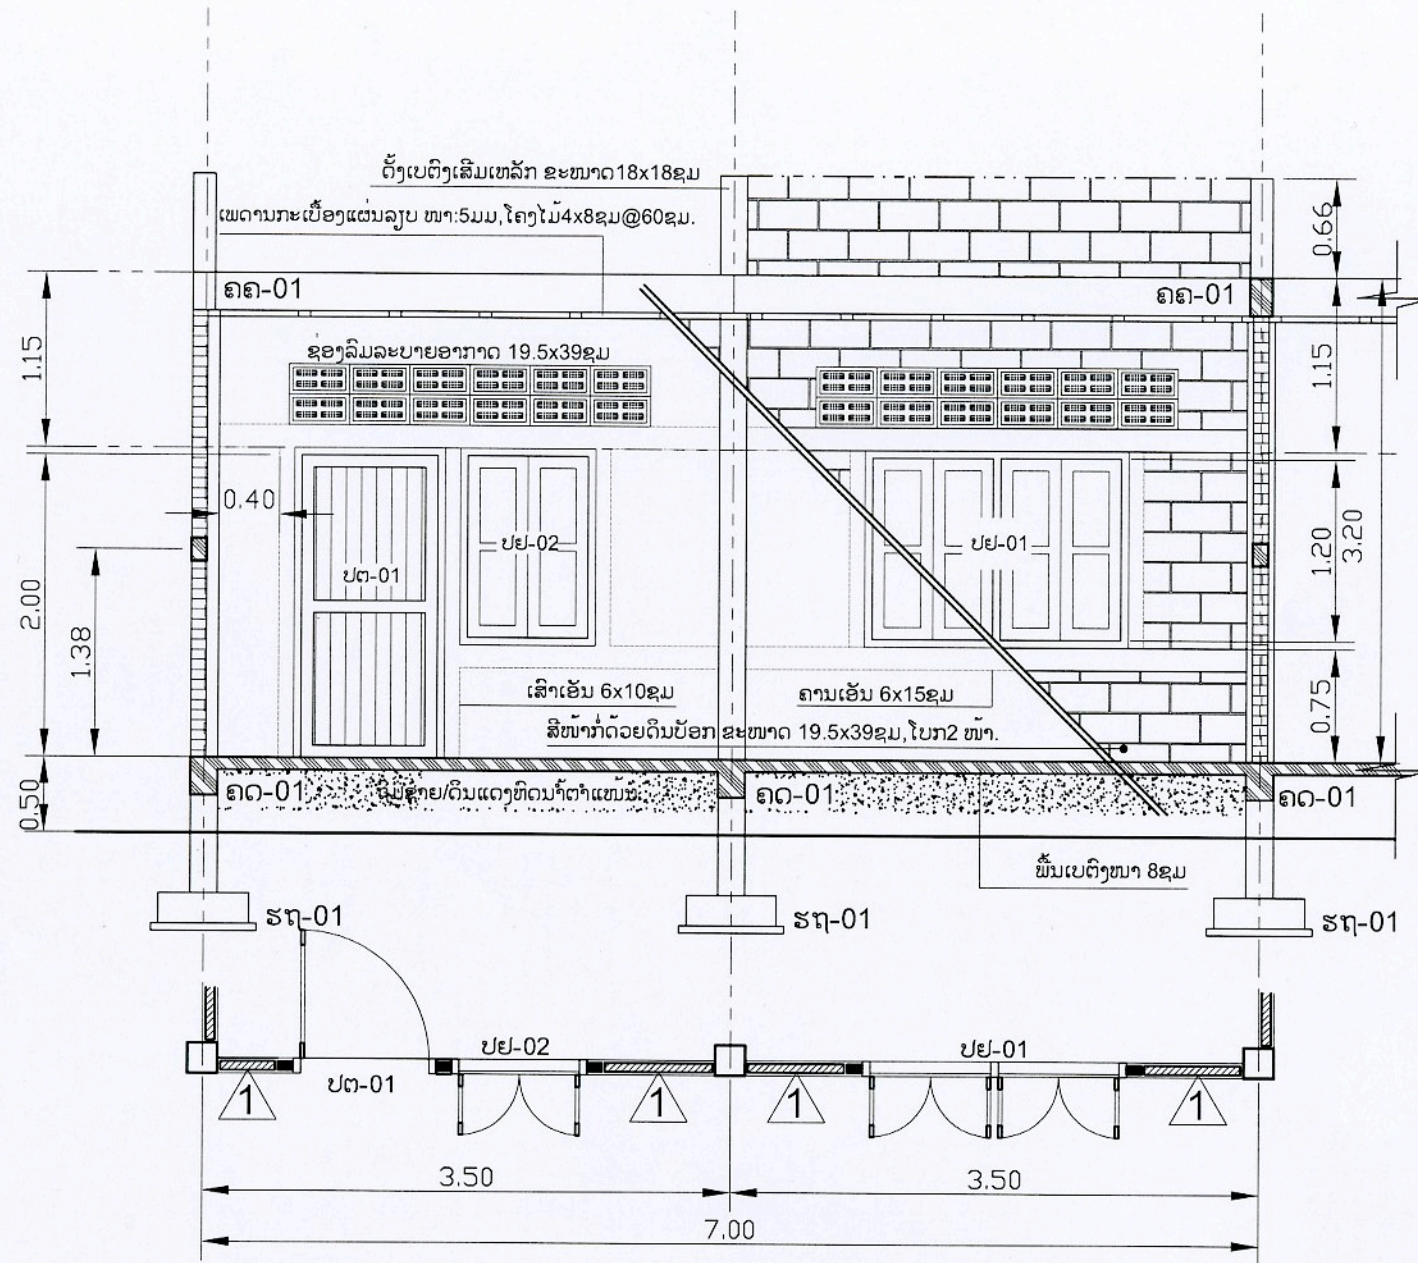 ດັ້ງເບຕົງເສີມເຫລັກ ຂະໜາດ18x18ຊມ
ເພດານກະເບື້ອງແຜ່ນລຽບ ໜາ:5ມມ,ໂຄງໄມ້4x8ຊມ@60ຊມ.
0.66
ຄຄ-01
ຄຄ-01
1.15
ຊ່ອງລົມລະບາຍອາກາດ 19.5x39ຊມ
1.15
0.40
ປຕ-01
ປຢ-02
ປຢ-01
2.00
1.38
1.20
3.20
0.75
ເສົາເອັນ 6x10ຊມ
ຄານເອັນ 6x15ຊມ
ສີໜ້າກໍ່ດ້ວຍດິນບັອກ ຂະໜາດ 19.5x39ຊມ,ໂບກ2 ໜ້າ.
0.50
ຄດ-01
ຄດ-01
ຄດ-01
ພື້ນເບຕົງໜາ 8ຊມ
ຮຖ-01
ຮຖ-01
ຮຖ-01
ປຕ-01
ປຢ-02
ປຢ-01
1
1
1
1
3.50
3.50
7.00